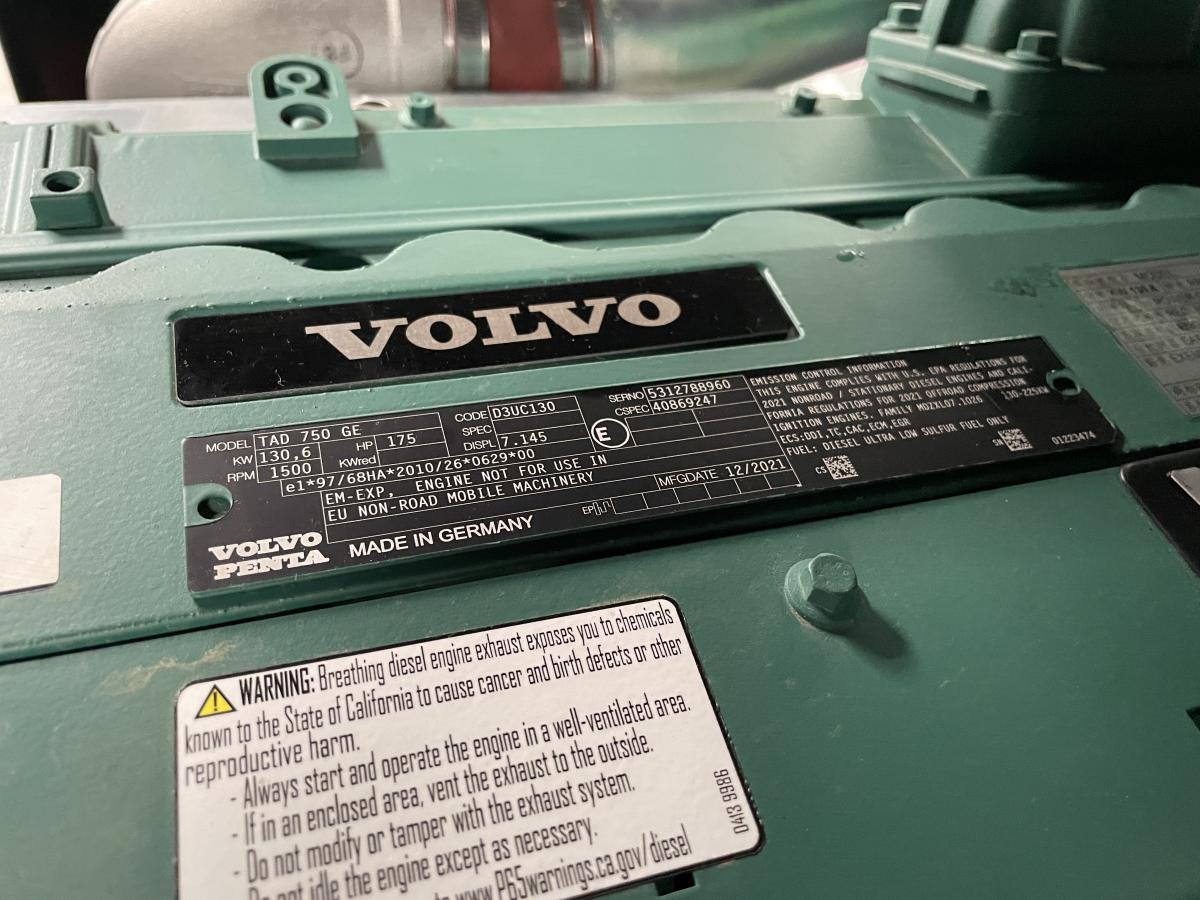 VOLVO
MODEL TAD 750 GE CODE D3UC130 SERNO 5312788960
KW 130,6 HP 175 SPEC CSPEC 40869247
RPM 1500 KWred DISPL 7.145 E
e1*97/68HA*2010/26*0629*00
EM-EXP, ENGINE NOT FOR USE IN
EU NON-ROAD MOBILE MACHINERY
MFGDATE 12/2021
EP
VOLVO
PENTA
MADE IN GERMANY
EMISSION CONTROL INFORMATION
THIS ENGINE COMPLIES WITH U.S. EPA REGULATIONS FOR
2021 NONROAD / STATIONARY DIESEL ENGINES AND CALI-
FORNIA REGULATIONS FOR 2021 OFFROAD COMPRESSION
IGNITION ENGINES. FAMILY MDZXL07.1026
ECS:DDI,TC,CAC,ECM,EGR
FUEL: DIESEL ULTRA LOW SULFUR FUEL ONLY
CS SN 01223474
WARNING: Breathing diesel engine exhaust exposes you to chemicals
known to the State of California to cause cancer and birth defects or other
reproductive harm.
- Always start and operate the engine in a well-ventilated area.
- If in an enclosed area, vent the exhaust to the outside.
- Do not modify or tamper with the exhaust system.
Do not idle the engine except as necessary.
www.P65warnings.ca.gov/diesel
0413 9986